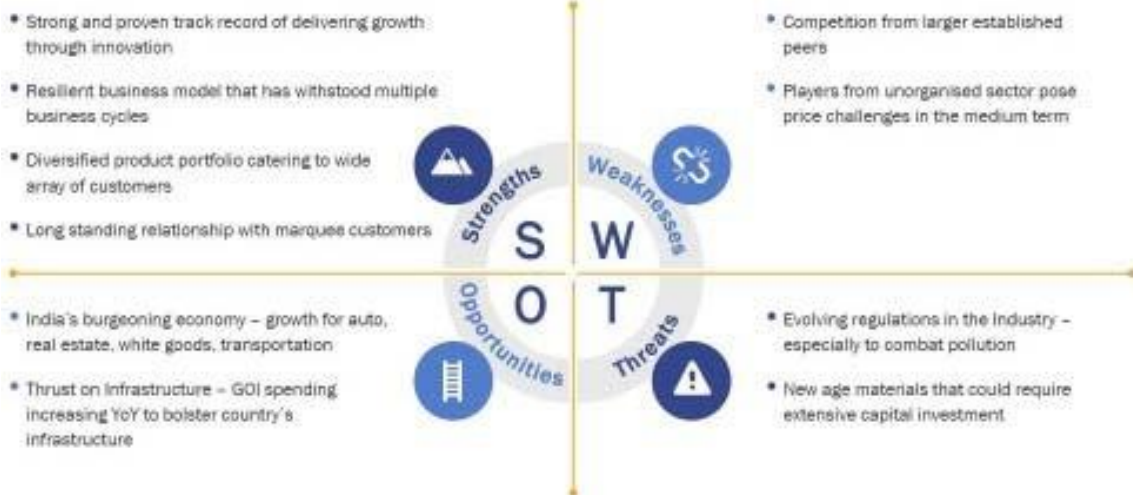 • Strong and proven track record of delivering growth
through innovation
• Resilient business model that has withstood multiple
business cycles
• Diversified product portfolio catering to wide
array of customers
• Long standing relationship with marquee customers
• Competition from larger established
peers
• Players from unorganised sector pose
price challenges in the medium term
Strengths
Weaknesses
S W
O T
Opportunities
Threats
• India's burgeoning economy – growth for auto,
real estate, white goods, transportation
• Thrust on Infrastructure – GOI spending
increasing YoY to bolster country's
infrastructure
• Evolving regulations in the Industry –
especially to combat pollution
• New age materials that could require
extensive capital investment